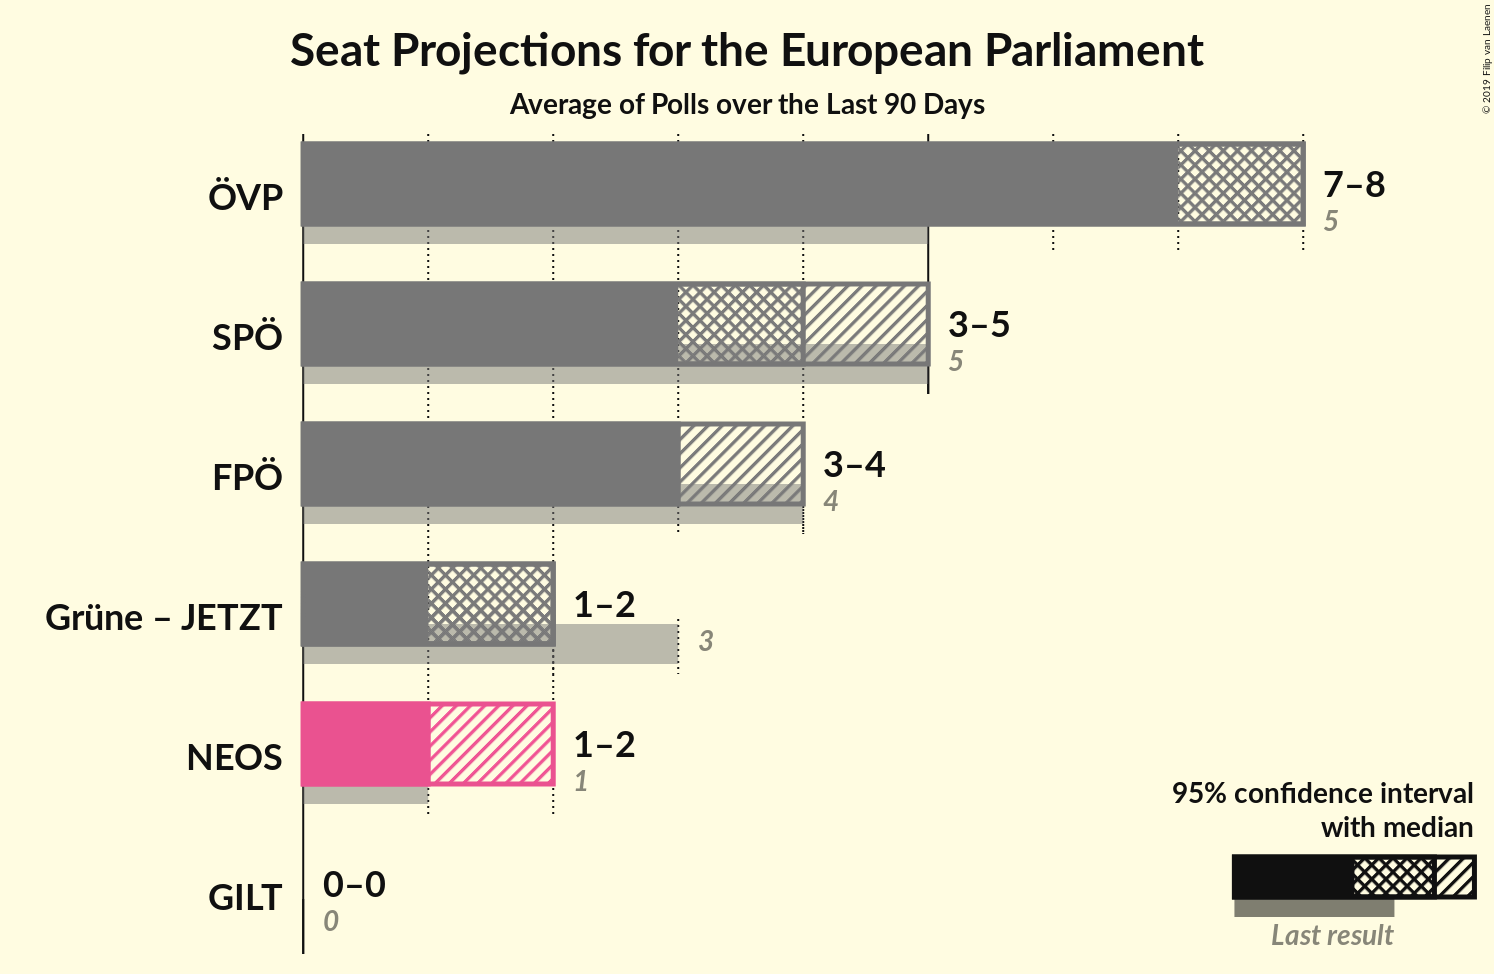 Seat Projections for the European Parliament
Average of Polls over the Last 90 Days
© 2019 Filip van Laenen
ÖVP
7–8
5
SPÖ
3–5
5
FPÖ
3–4
4
Grüne – JETZT
1–2
3
NEOS
1–2
1
GILT
0–0
0
95% confidence interval
with median
Last result